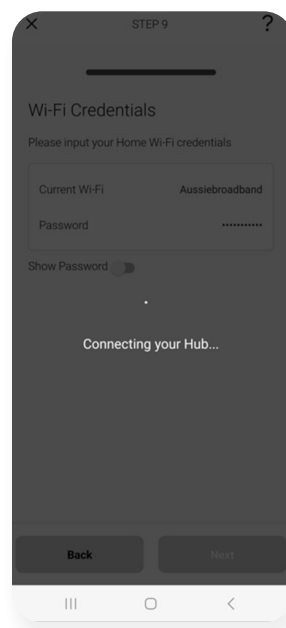 STEP 9
?
Wi-Fi Credentials
Please input your Home Wi-Fi credentials
Current Wi-Fi Aussiebroadband
Password •••••••••••
Show Password
Connecting your Hub...
Back Next